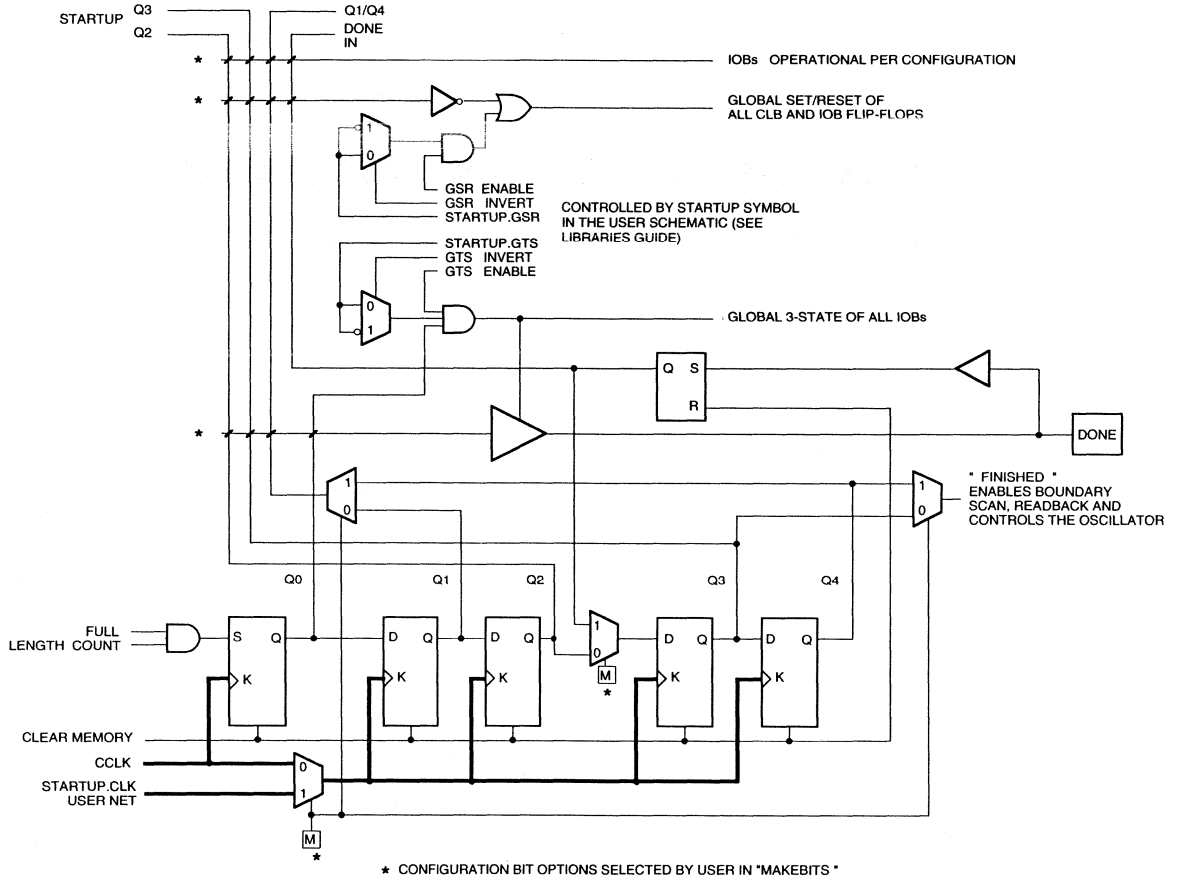 STARTUP Q3 Q1/Q4
Q2 DONE
IN
* IOBs OPERATIONAL PER CONFIGURATION
* GLOBAL SET/RESET OF
ALL CLB AND IOB FLIP-FLOPS
1
0
GSR ENABLE
GSR INVERT
STARTUP.GSR
CONTROLLED BY STARTUP SYMBOL
IN THE USER SCHEMATIC (SEE
LIBRARIES GUIDE)
STARTUP.GTS
GTS INVERT
GTS ENABLE
0
1
GLOBAL 3-STATE OF ALL IOBs
Q S
R
*
DONE
1
0
1
0
" FINISHED "
ENABLES BOUNDARY
SCAN, READBACK AND
CONTROLS THE OSCILLATOR
Q0 Q1 Q2 Q3 Q4
FULL
LENGTH COUNT
S Q
K
D Q
K
D Q
K
1
0
M
*
D Q
K
D Q
K
CLEAR MEMORY
CCLK
STARTUP.CLK
USER NET
0
1
M
*
* CONFIGURATION BIT OPTIONS SELECTED BY USER IN "MAKEBITS "